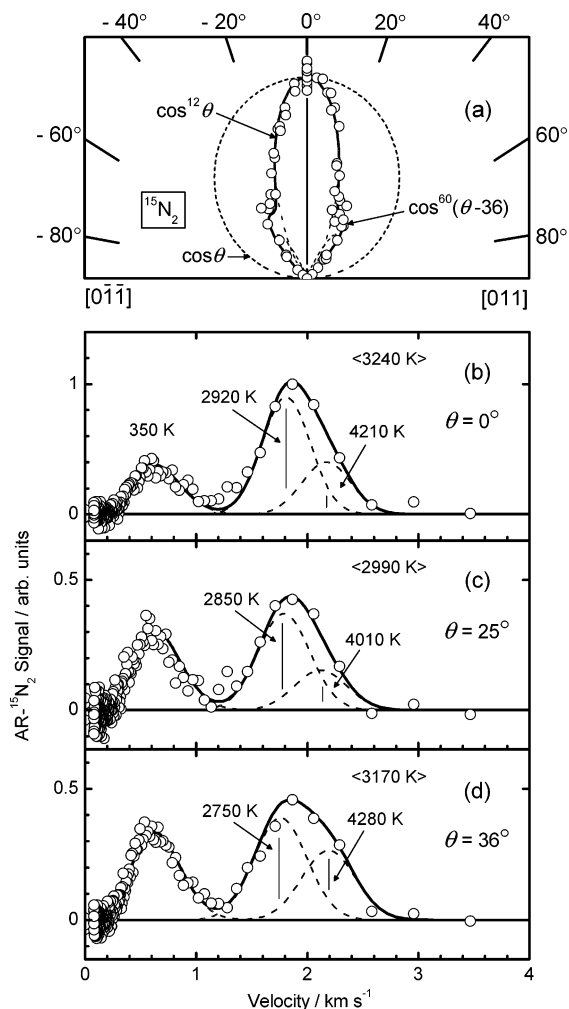 - 40° - 20° 0° 20° 40°
(a)
cos¹²θ
- 60° 60°
¹⁵N₂
cos⁶⁰(θ -36)
- 80° cosθ 80°
[01̄1̄] [011]
<3240 K> (b)
1
2920 K
θ = 0°
350 K 4210 K
0
<2990 K> (c)
0.5
2850 K
θ = 25°
4010 K
0
AR-¹⁵N₂ Signal / arb. units
<3170 K> (d)
0.5
2750 K 4280 K
θ = 36°
0
0 1 2 3 4
Velocity / km s⁻¹